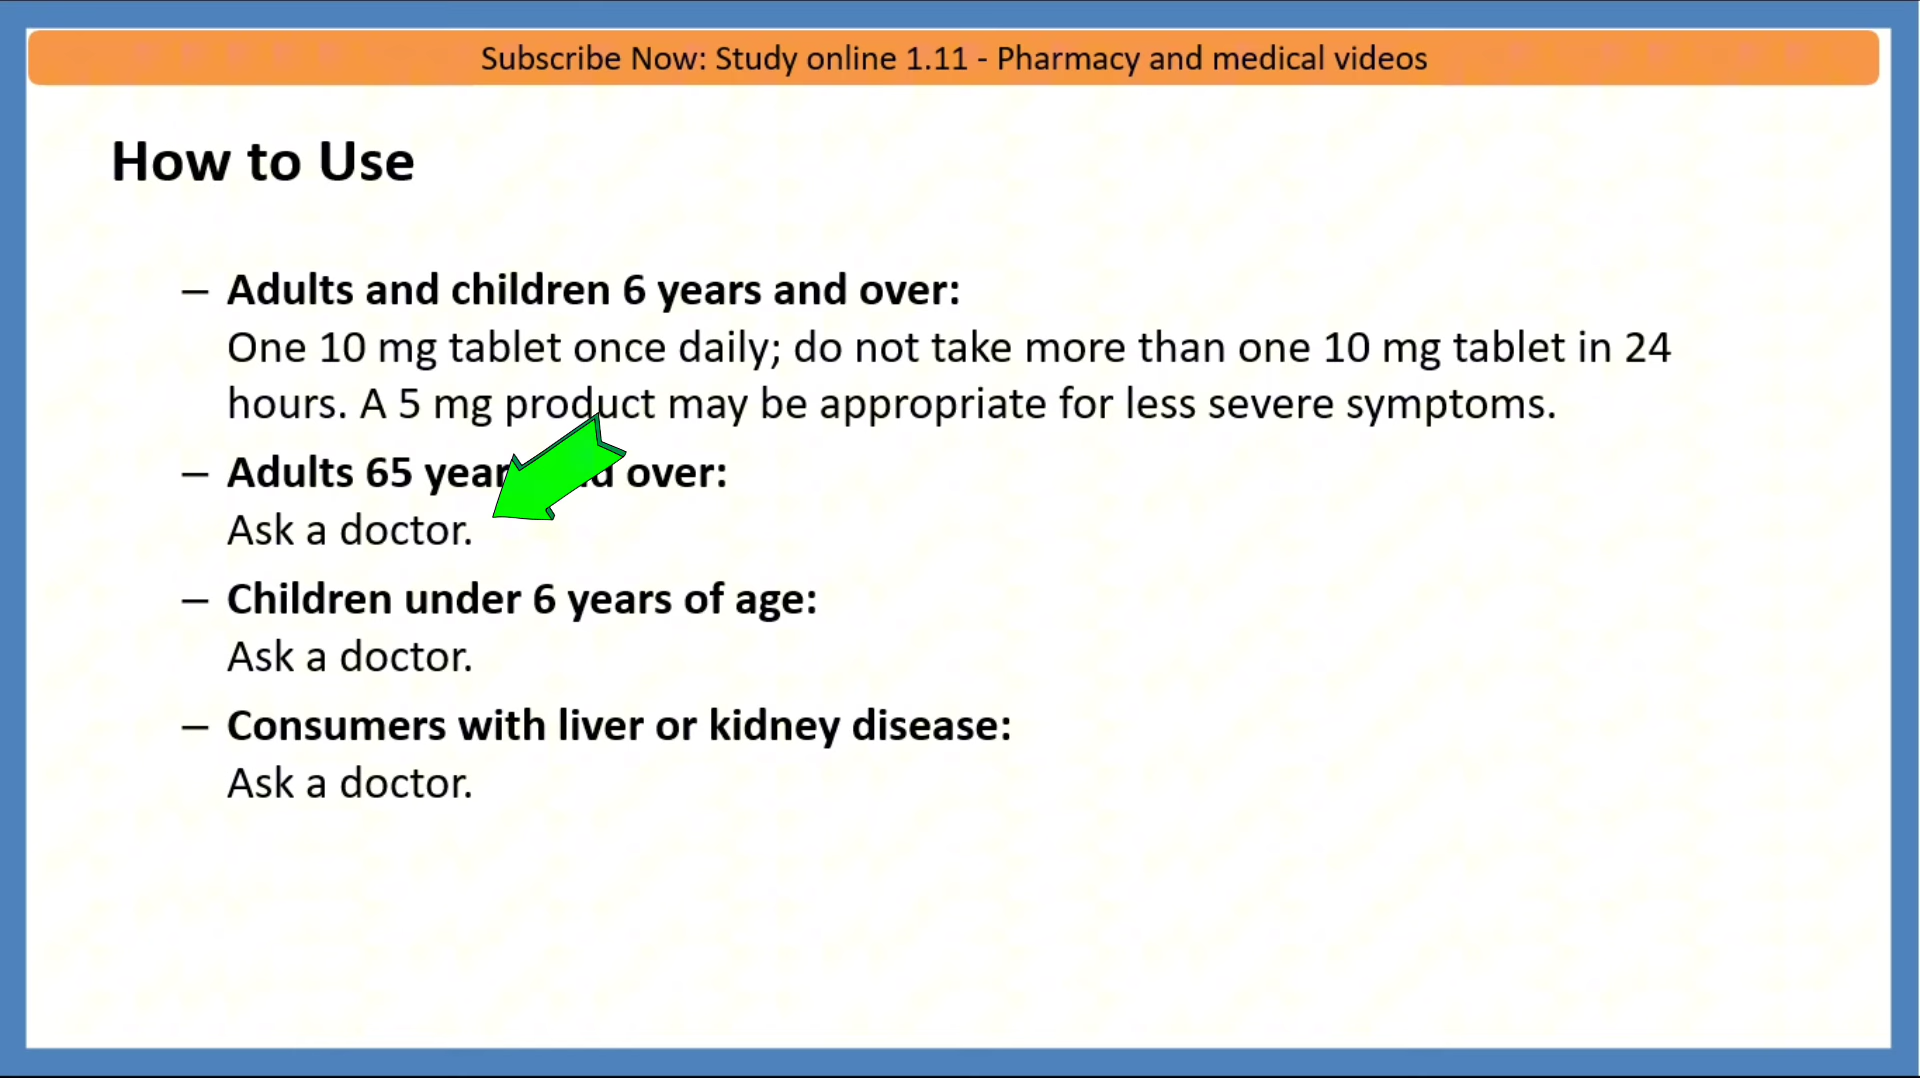 Subscribe Now: Study online 1.11 - Pharmacy and medical videos
How to Use
– Adults and children 6 years and over:
One 10 mg tablet once daily; do not take more than one 10 mg tablet in 24
hours. A 5 mg product may be appropriate for less severe symptoms.
– Adults 65 over:
Ask a doctor.
– Children under 6 years of age:
Ask a doctor.
– Consumers with liver or kidney disease:
Ask a doctor.